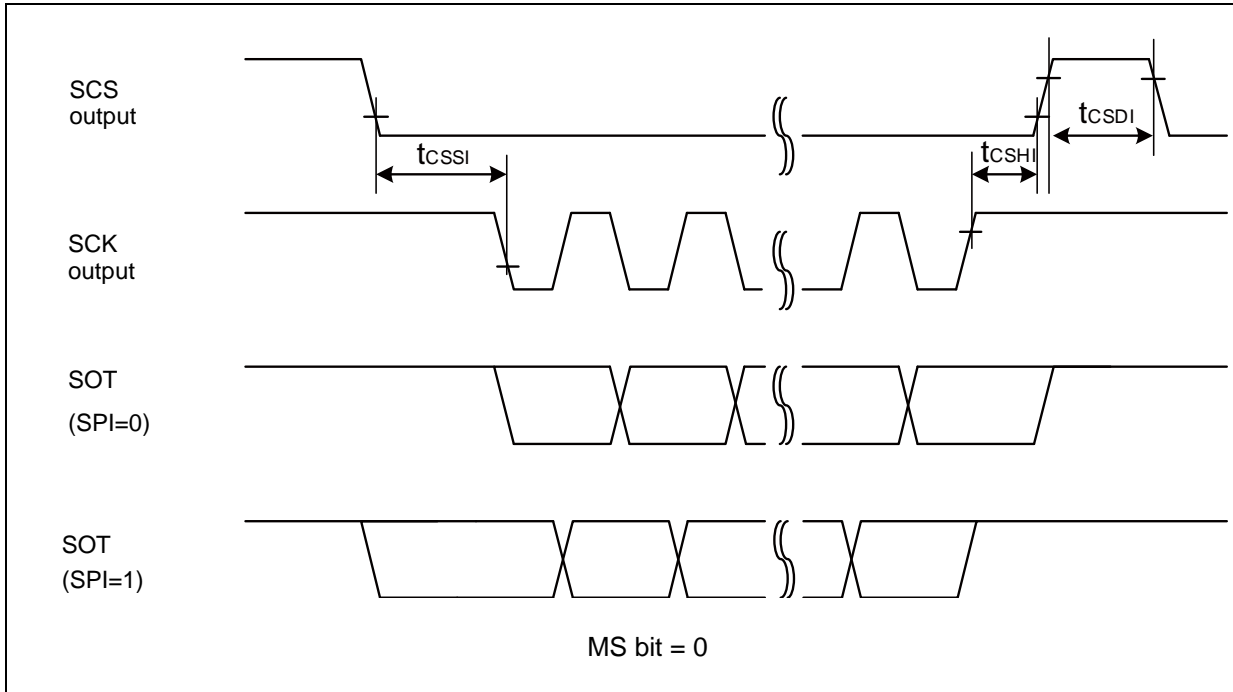 SCS
output
tCSSI
tCSHI
tCSDI
SCK
output
SOT
(SPI=0)
SOT
(SPI=1)
MS bit = 0